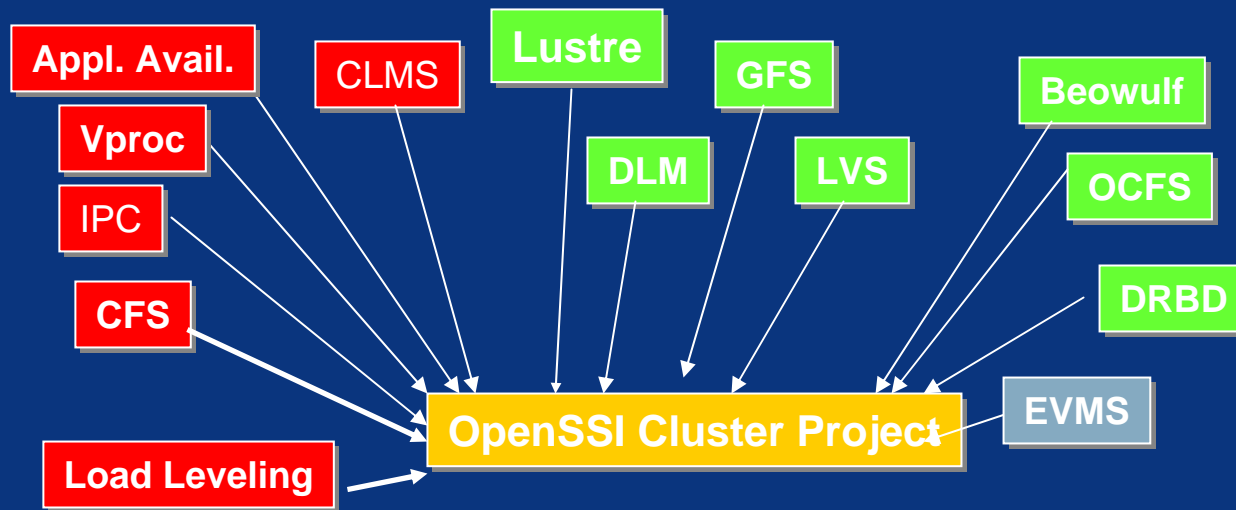 Appl. Avail.
CLMS
Lustre
GFS
Beowulf
Vproc
DLM
LVS
OCFS
IPC
CFS
DRBD
EVMS
OpenSSI Cluster Project
Load Leveling